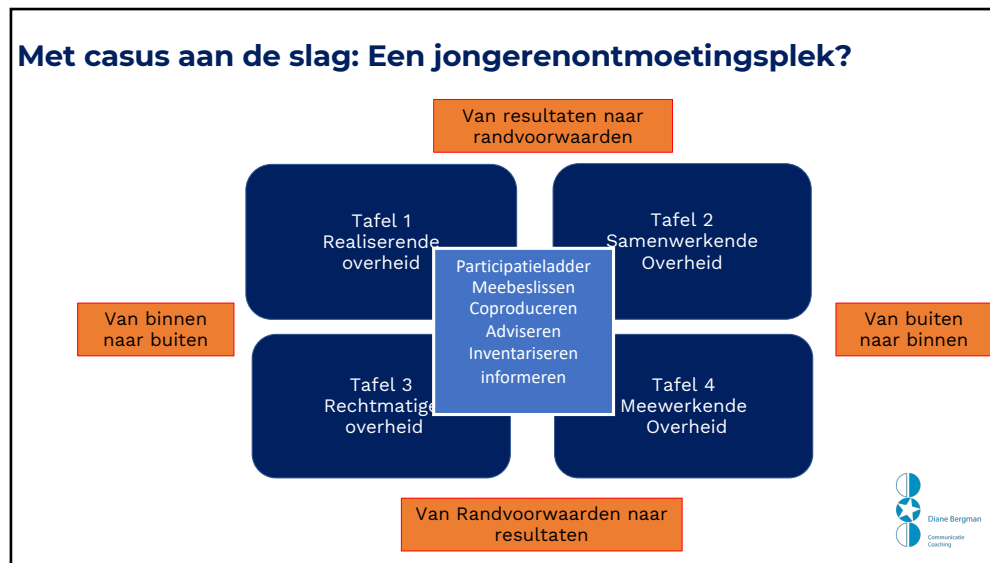 Met casus aan de slag: Een jongerenontmoetingsplek?
Van resultaten naar
randvoorwaarden
Tafel 1
Realiserende
overheid
Tafel 2
Samenwerkende
Overheid
Participatieladder
Meebeslissen
Coproduceren
Adviseren
Inventariseren
informeren
Van binnen
naar buiten
Van buiten
naar binnen
Tafel 3
Rechtmatige
overheid
Tafel 4
Meewerkende
Overheid
Van Randvoorwaarden naar
resultaten
Diane Bergman
Communicatie
Coaching